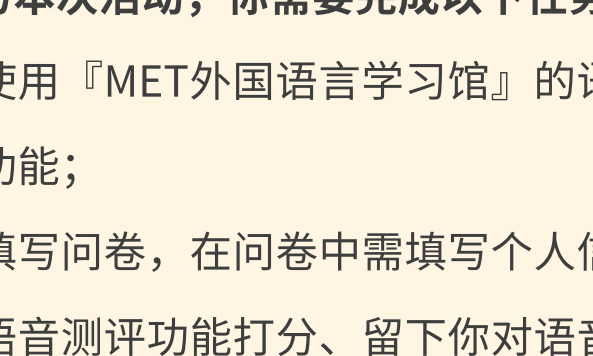 本次活动，你需要完成以下任务
使用『MET外国语言学习馆』的语
功能；
填写问卷，在问卷中需填写个人信
语音测评功能打分、留下你对语音